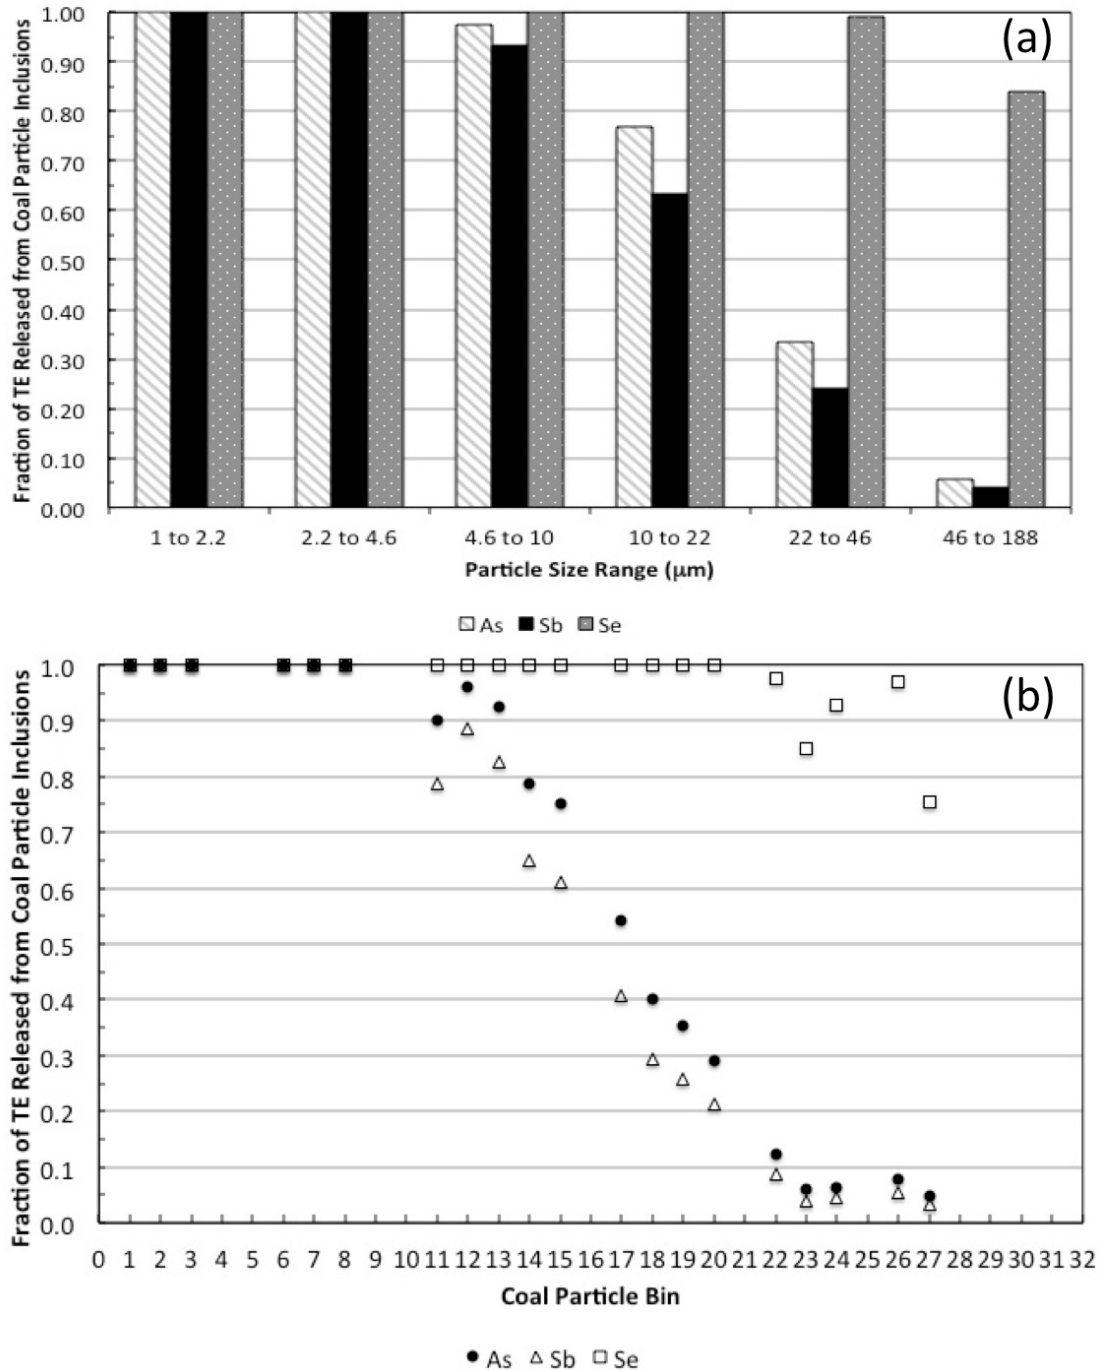 (a)
Fraction of TE Released from Coal Particle Inclusions
1.00
0.90
0.80
0.70
0.60
0.50
0.40
0.30
0.20
0.10
0.00
1 to 2.2 2.2 to 4.6 4.6 to 10 10 to 22 22 to 46 46 to 188
Particle Size Range (µm)
As Sb Se
(b)
Fraction of TE Released from Coal Particle Inclusions
1.0
0.9
0.8
0.7
0.6
0.5
0.4
0.3
0.2
0.1
0.0
0 1 2 3 4 5 6 7 8 9 10 11 12 13 14 15 16 17 18 19 20 21 22 23 24 25 26 27 28 29 30 31 32
Coal Particle Bin
As Sb Se